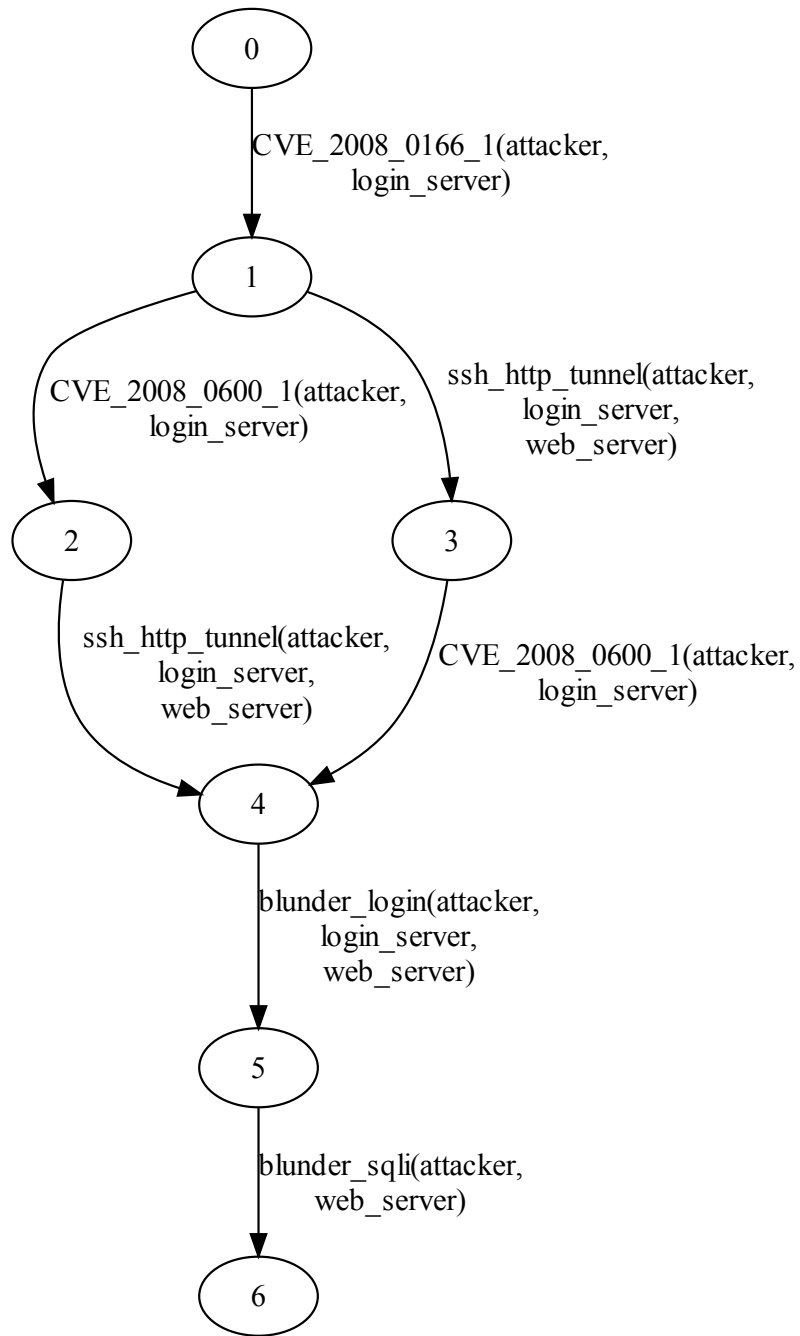 0
CVE_2008_0166_1(attacker,
login_server)
1
CVE_2008_0600_1(attacker,
login_server)
ssh_http_tunnel(attacker,
login_server,
web_server)
2
3
ssh_http_tunnel(attacker,
login_server,
web_server)
CVE_2008_0600_1(attacker,
login_server)
4
blunder_login(attacker,
login_server,
web_server)
5
blunder_sqli(attacker,
web_server)
6